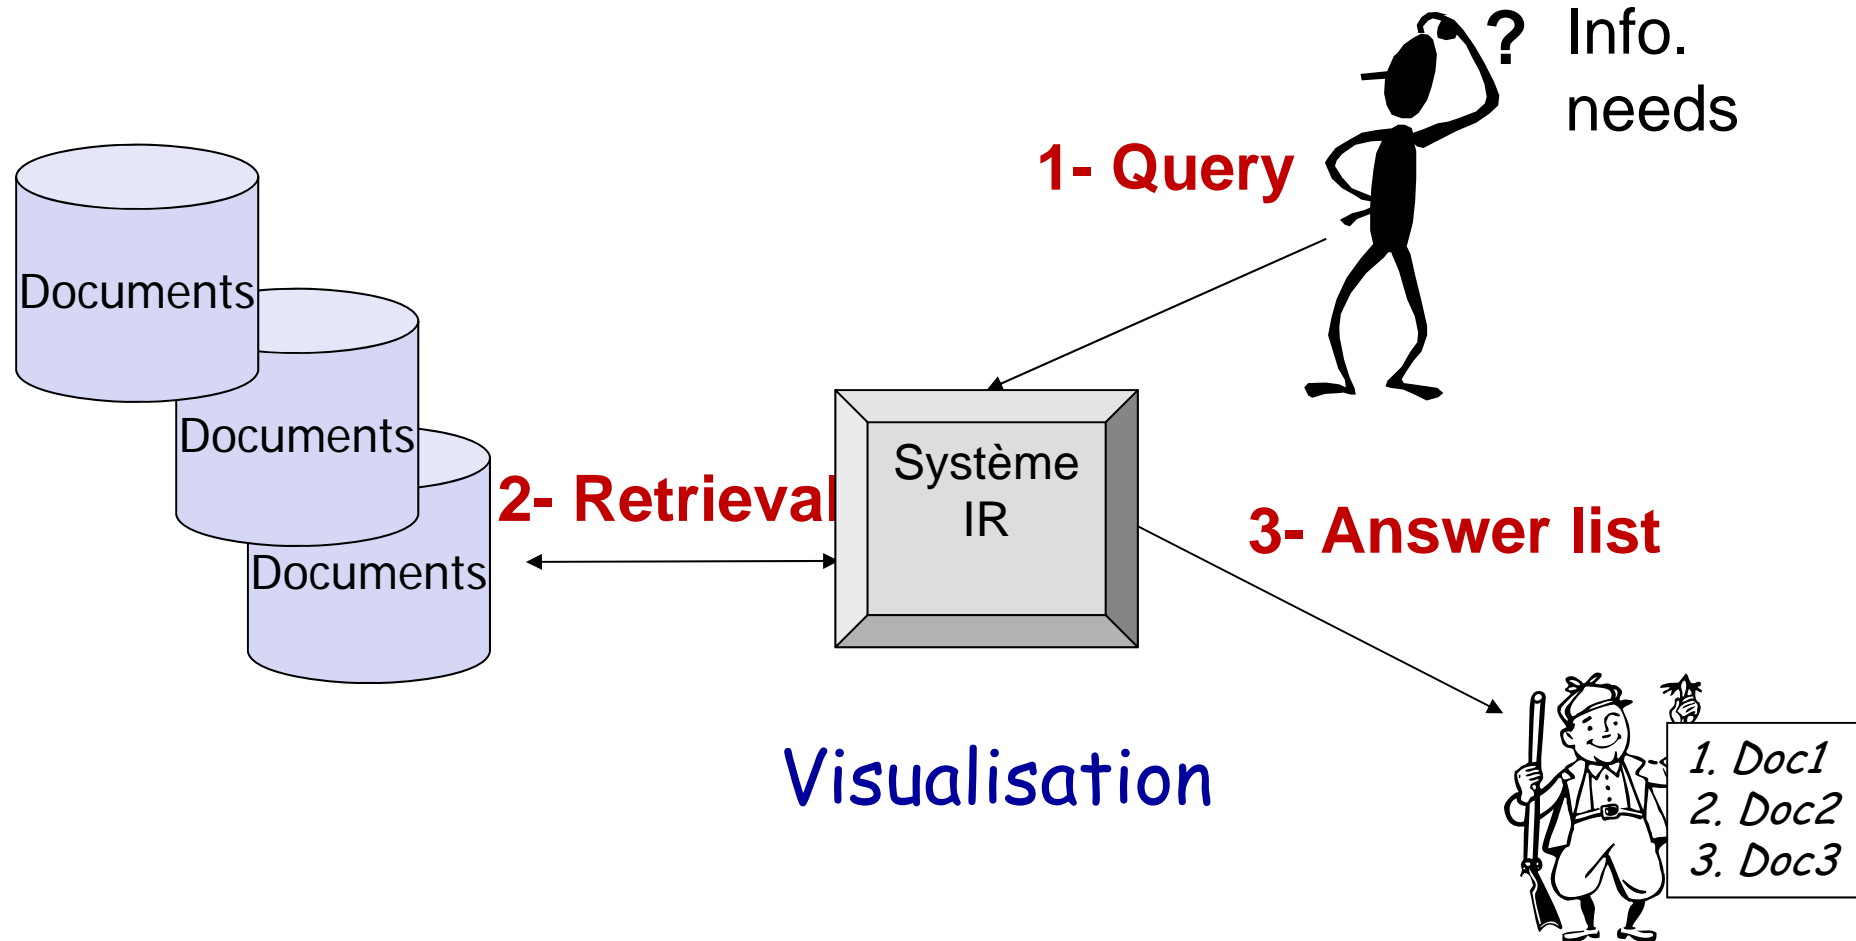 ?
Info.
needs
1- Query
Documents
Documents
Documents
2- Retrieval
Système
IR
3- Answer list
Visualisation
1. Doc1
2. Doc2
3. Doc3